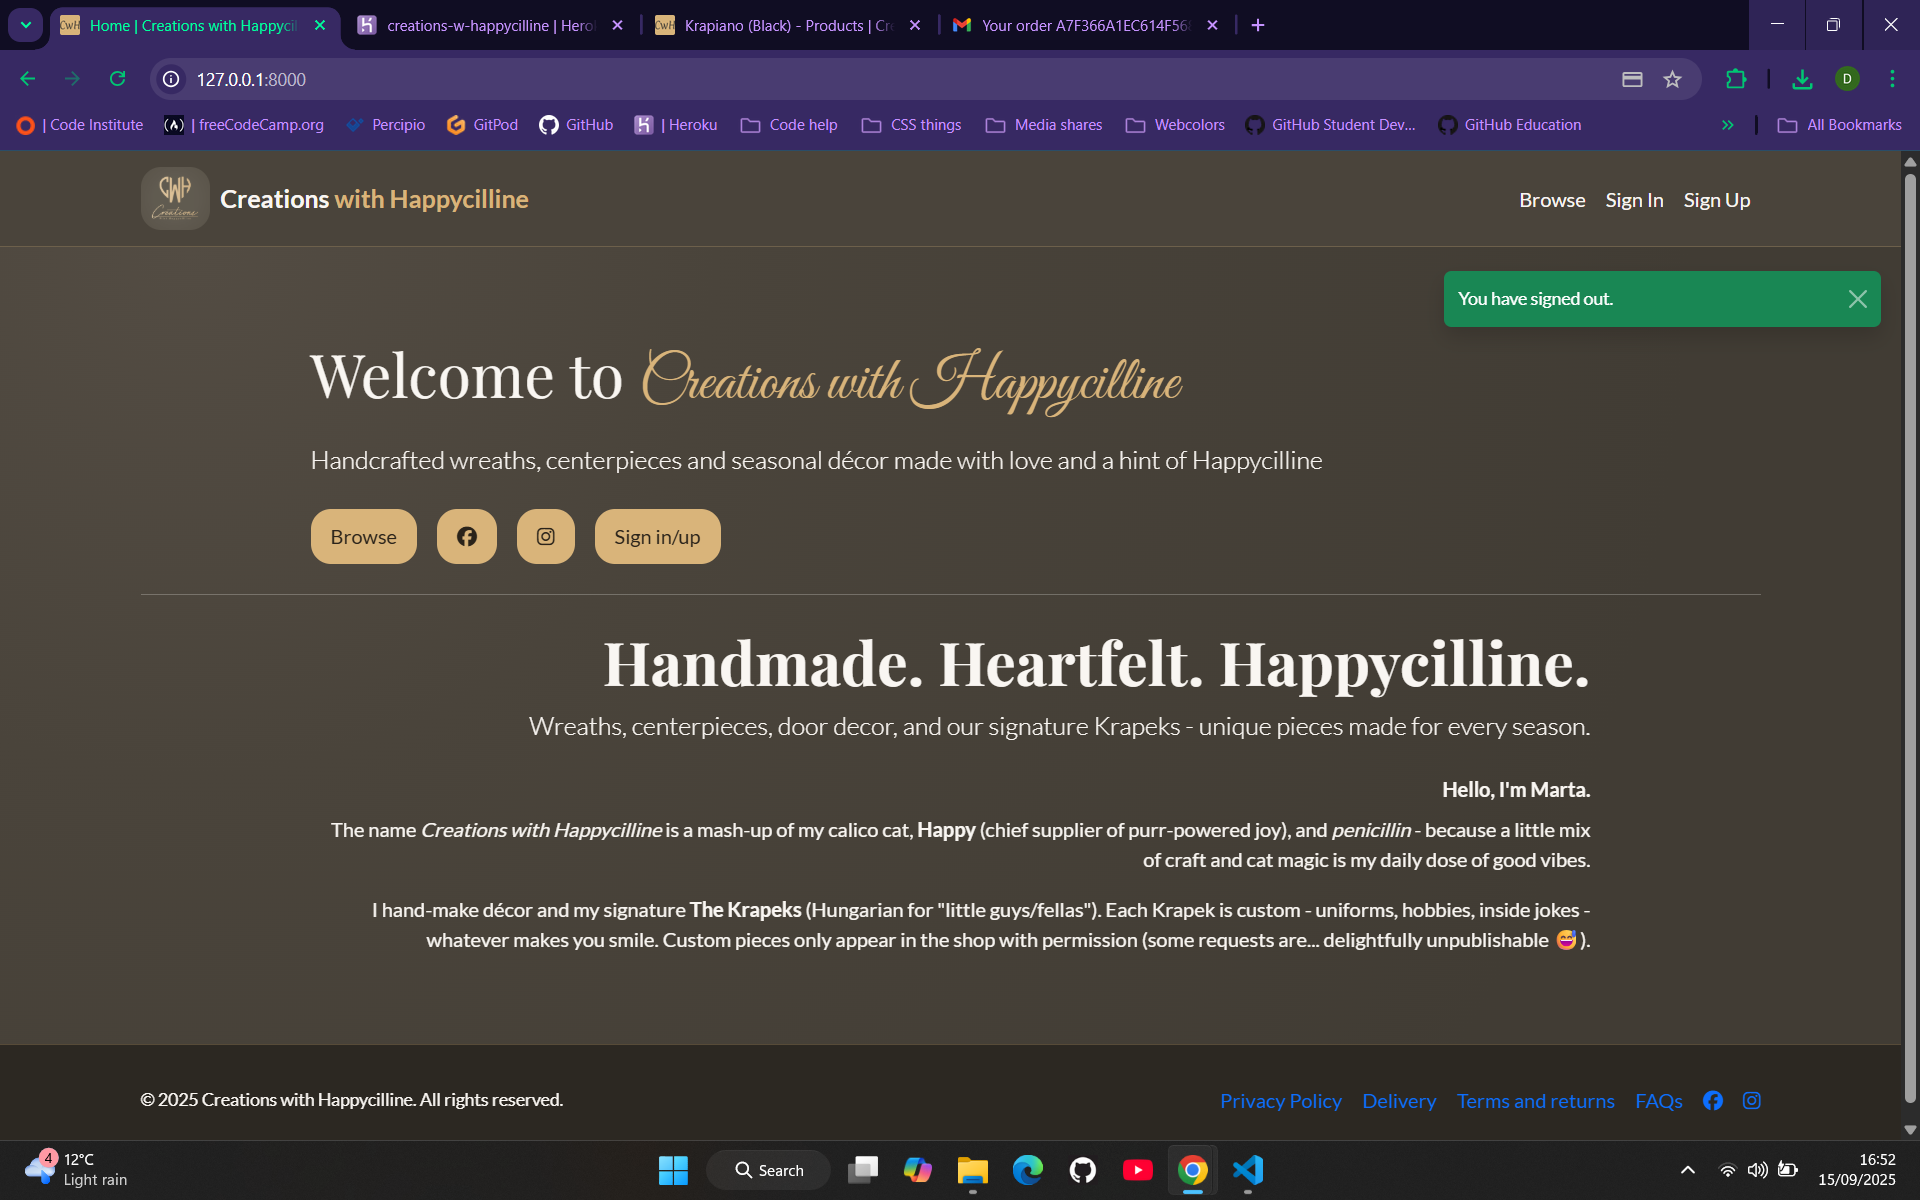 Home | Creations with Happycil
creations-w-happycilline | Hero
Krapiano (Black) - Products | Cre
Your order A7F366A1EC614F568
127.0.0.1:8000
D
| Code Institute
| freeCodeCamp.org
Percipio
GitPod
GitHub
| Heroku
Code help
CSS things
Media shares
Webcolors
GitHub Student Dev...
GitHub Education
All Bookmarks
CWH
Creations
Creations with Happycilline
Browse
Sign In
Sign Up
You have signed out.
Welcome to Creations with Happycilline
Handcrafted wreaths, centerpieces and seasonal décor made with love and a hint of Happycilline
Browse
Sign in/up
Handmade. Heartfelt. Happycilline.
Wreaths, centerpieces, door decor, and our signature Krapeks - unique pieces made for every season.
Hello, I'm Marta.
The name Creations with Happycilline is a mash-up of my calico cat, Happy (chief supplier of purr-powered joy), and penicillin - because a little mix
of craft and cat magic is my daily dose of good vibes.
I hand-make décor and my signature The Krapeks (Hungarian for "little guys/fellas"). Each Krapek is custom - uniforms, hobbies, inside jokes -
whatever makes you smile. Custom pieces only appear in the shop with permission (some requests are... delightfully unpublishable 😅).
© 2025 Creations with Happycilline. All rights reserved.
Privacy Policy
Delivery
Terms and returns
FAQs
4
12°C
Light rain
Search
16:52
15/09/2025